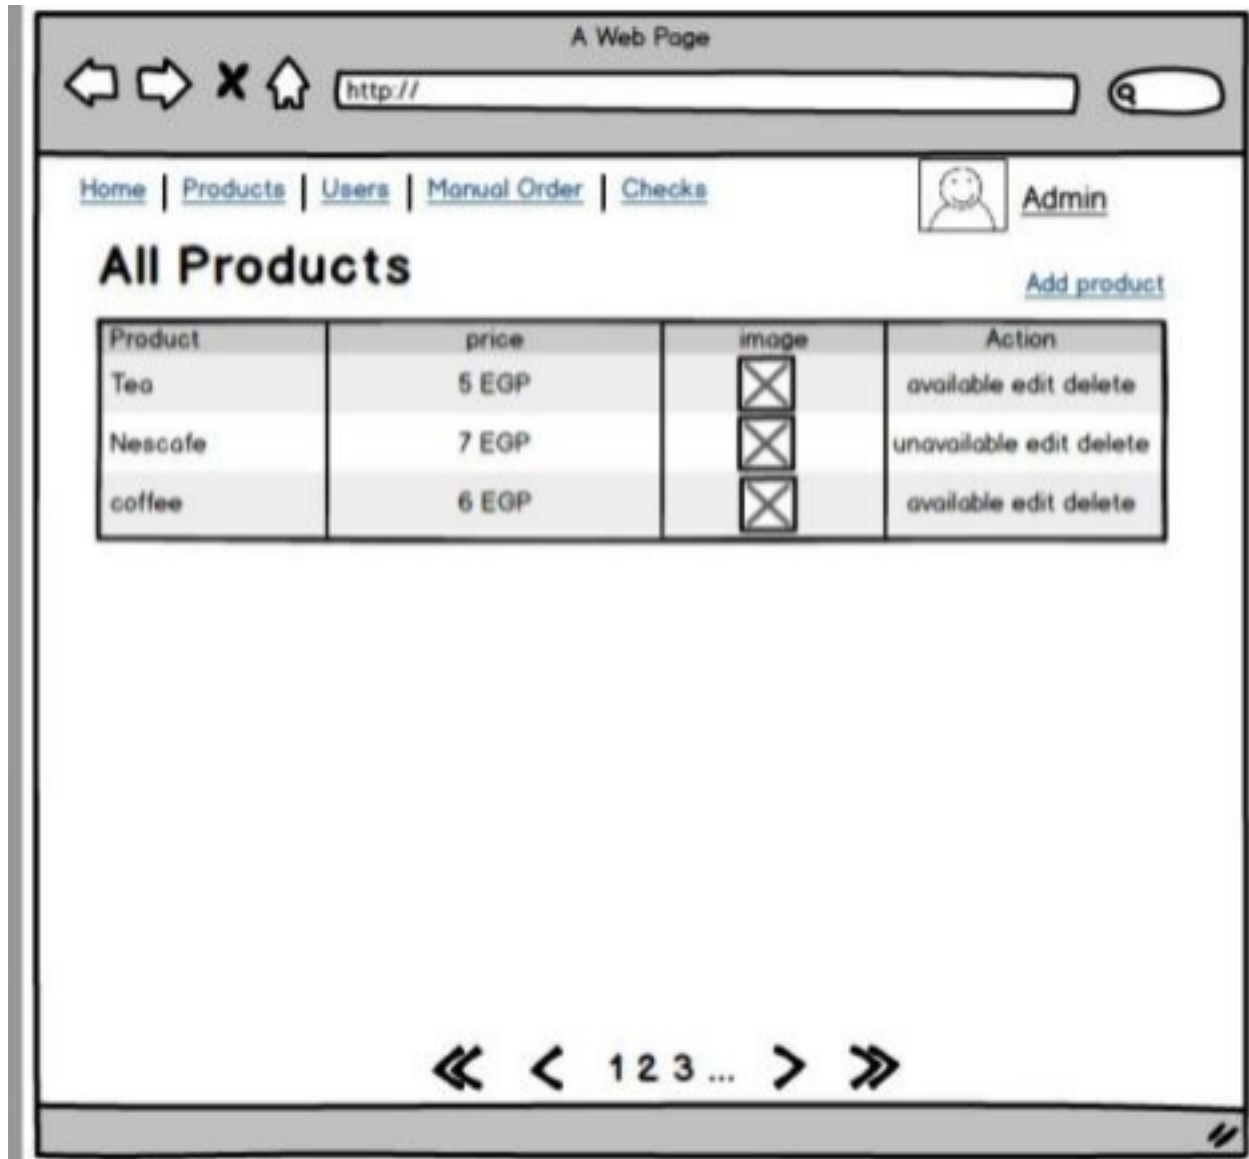 A Web Page
http://
Home | Products | Users | Manual Order | Checks
Admin
All Products
Add product
Product price image Action
Tea 5 EGP available edit delete
Nescafe 7 EGP unavailable edit delete
coffee 6 EGP available edit delete
1 2 3 ...